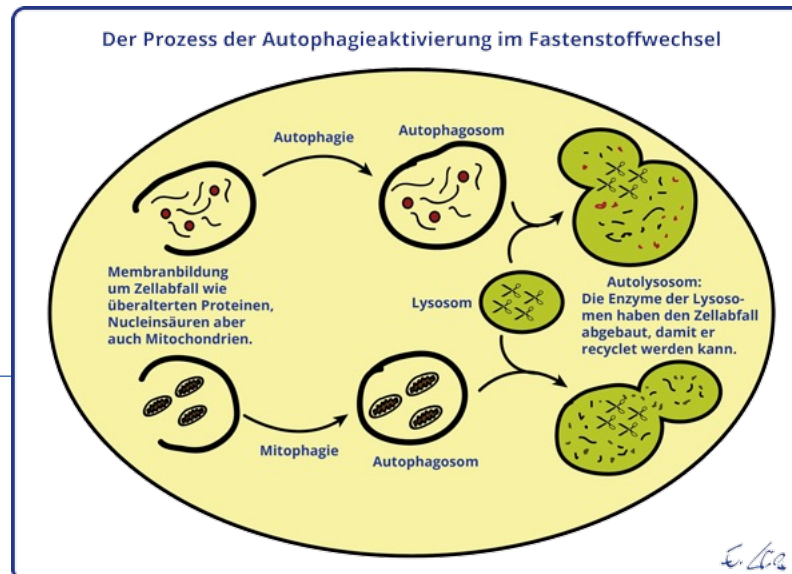 Der Prozess der Autophagieaktivierung im Fastenstoffwechsel
Autophagie
Autophagosom
Membranbildung
um Zellabfall wie
überalterten Proteinen,
Nucleinsäuren aber
auch Mitochondrien.
Lysosom
Autolysosom:
Die Enzyme der Lysoso-
men haben den Zellabfall
abgebaut, damit er
recyclet werden kann.
Mitophagie
Autophagosom